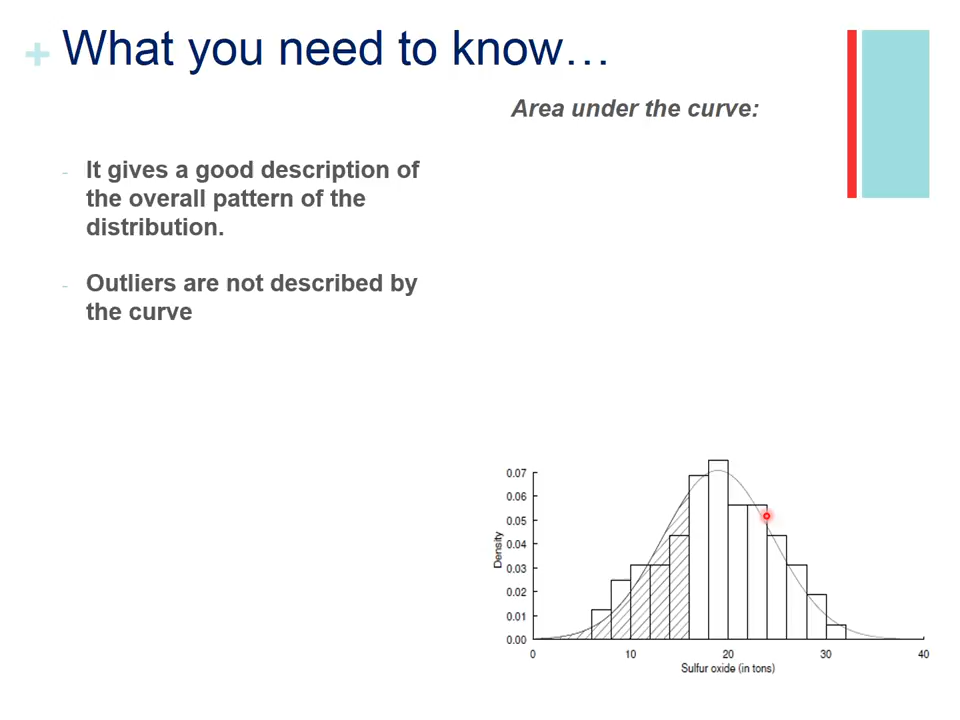 + What you need to know…
Area under the curve:
- It gives a good description of
the overall pattern of the
distribution.
- Outliers are not described by
the curve
0.07
0.06
0.05
0.04
0.03
0.02
0.01
0.00
Density
0 10 20 30 40
Sulfur oxide (in tons)